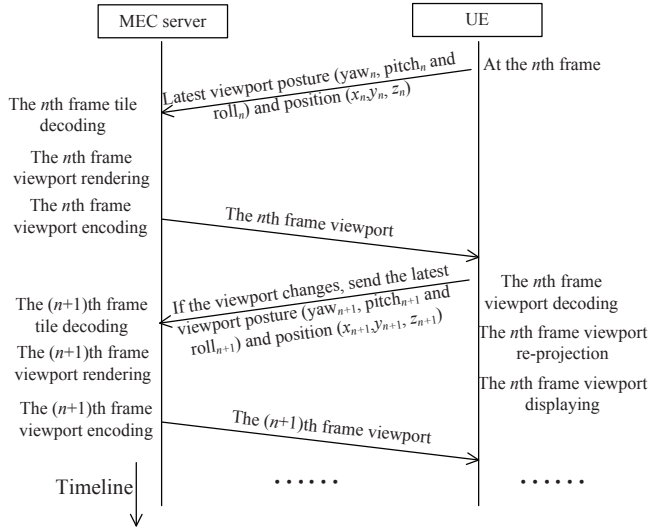 MEC server
UE
At the nth frame
Latest viewport posture (yawₙ, pitchₙ and
rollₙ) and position (xₙ,yₙ, zₙ)
The nth frame tile
decoding
The nth frame
viewport rendering
The nth frame
viewport encoding
The nth frame viewport
If the viewport changes, send the latest
viewport posture (yawₙ₊₁, pitchₙ₊₁ and
rollₙ₊₁) and position (xₙ₊₁,yₙ₊₁, zₙ₊₁)
The nth frame
viewport decoding
The (n+1)th frame
tile decoding
The nth frame viewport
re-projection
The (n+1)th frame
viewport rendering
The nth frame viewport
displaying
The (n+1)th frame
viewport encoding
The (n+1)th frame viewport
Timeline
······
······